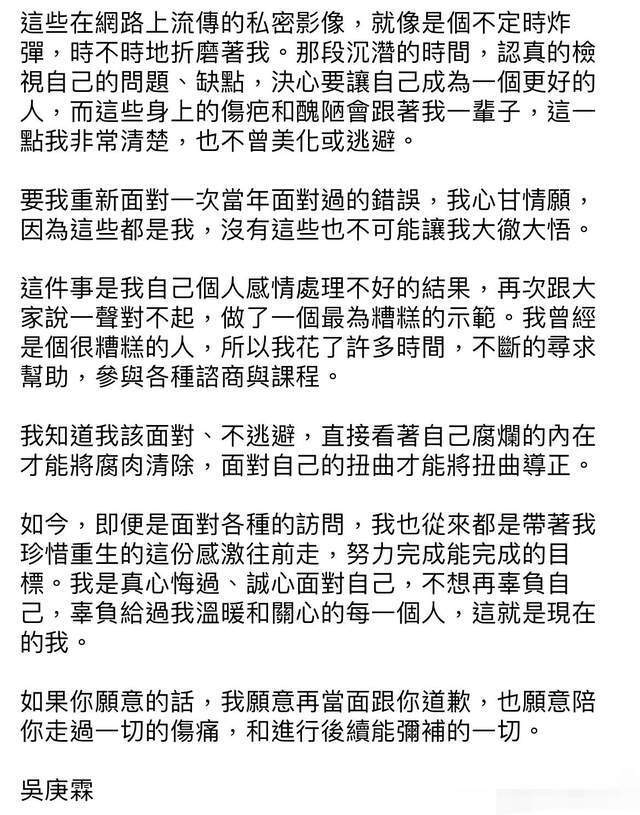 這些在網路上流傳的私密影像，就像是個不定時炸
彈，時不時地折磨著我。那段沉潛的時間，認真的檢
視自己的問題、缺點，決心要讓自己成為一個更好的
人，而這些身上的傷疤和醜陋會跟著我一輩子，這一
點我非常清楚，也不曾美化或逃避。
要我重新面對一次當年面對過的錯誤，我心甘情願，
因為這些都是我，沒有這些也不可能讓我大徹大悟。
這件事是我自己個人感情處理不好的結果，再次跟大
家說一聲對不起，做了一個最為糟糕的示範。我曾經
是個很糟糕的人，所以我花了許多時間，不斷的尋求
幫助，參與各種諮商與課程。
我知道我該面對、不逃避，直接看著自己腐爛的內在
才能將腐肉清除，面對自己的扭曲才能將扭曲導正。
如今，即便是面對各種的訪問，我也從來都是帶著我
珍惜重生的這份感激往前走，努力完成能完成的目
標。我是真心悔過、誠心面對自己，不想再辜負自
己，辜負給過我溫暖和關心的每一個人，這就是現在
的我。
如果你願意的話，我願意再當面跟你道歉，也願意陪
你走過一切的傷痛，和進行後續能彌補的一切。
吳庚霖